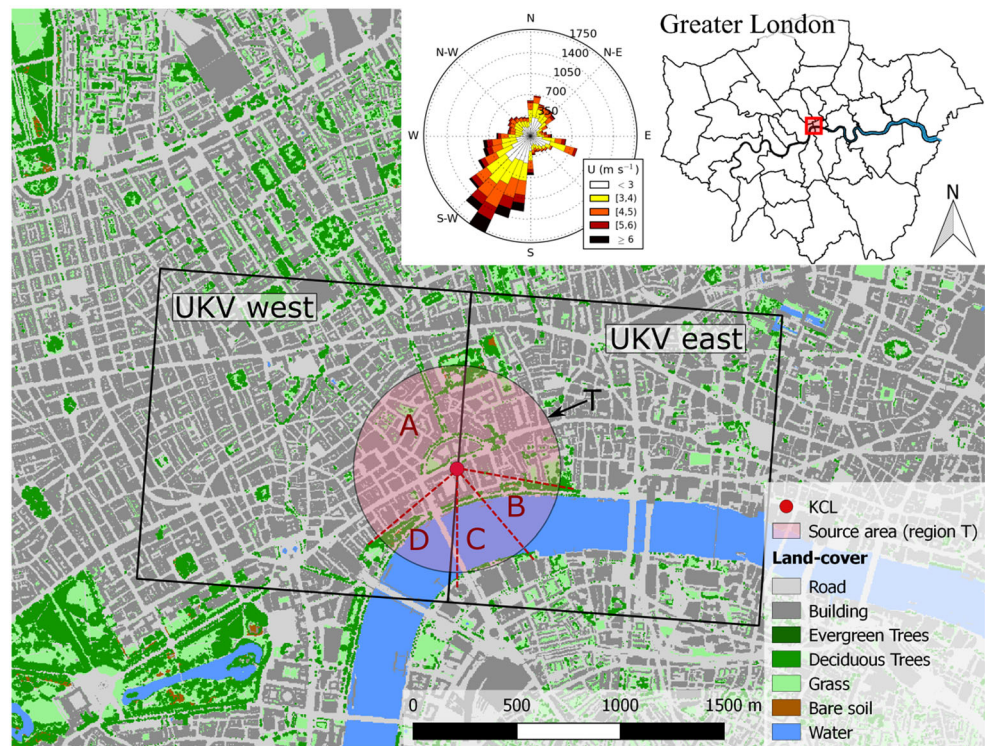 Greater London
N
N-E
E
S
S-W
W
N-W
1750
1400
1050
700
350
U (m s⁻¹)
< 3
[3,4)
[4,5)
[5,6)
≥ 6
N
UKV west
UKV east
T
A
B
C
D
KCL
Source area (region T)
Land-cover
Road
Building
Evergreen Trees
Deciduous Trees
Grass
Bare soil
Water
0 500 1000 1500 m